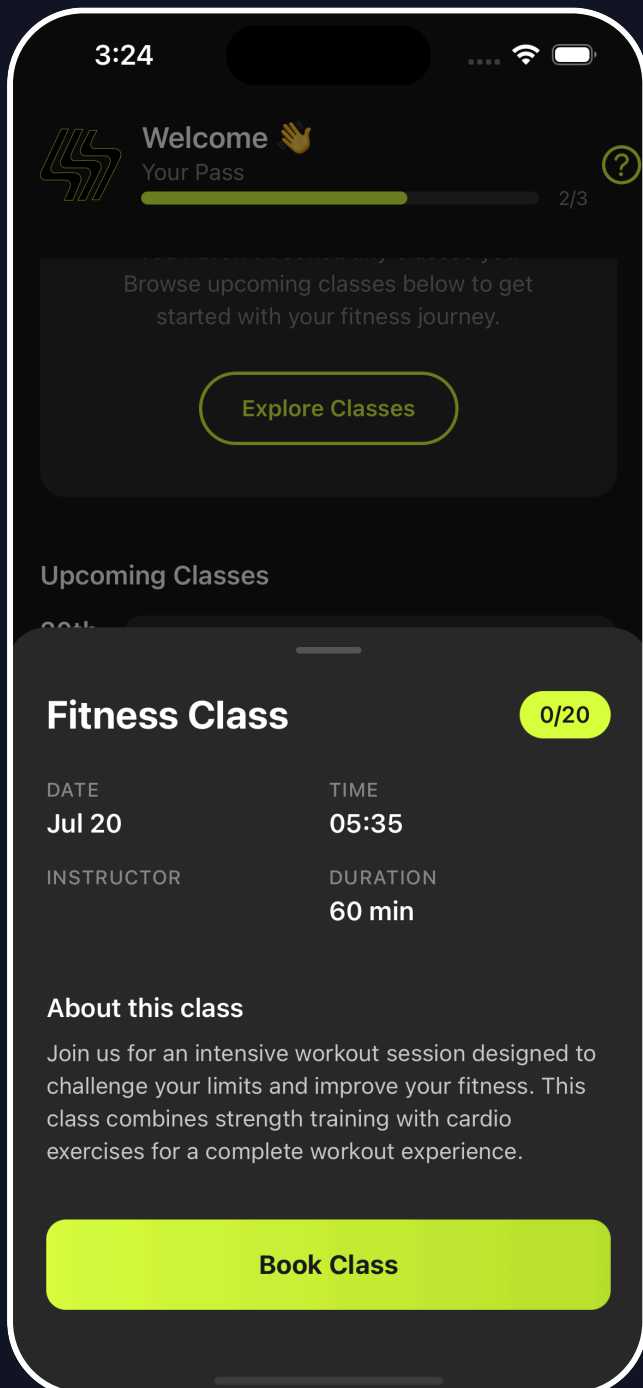 3:24
Welcome 👋
Your Pass
2/3
?
Browse upcoming classes below to get
started with your fitness journey.
Explore Classes
Upcoming Classes
Fitness Class
0/20
DATE
TIME
Jul 20
05:35
INSTRUCTOR
DURATION
60 min
About this class
Join us for an intensive workout session designed to
challenge your limits and improve your fitness. This
class combines strength training with cardio
exercises for a complete workout experience.
Book Class